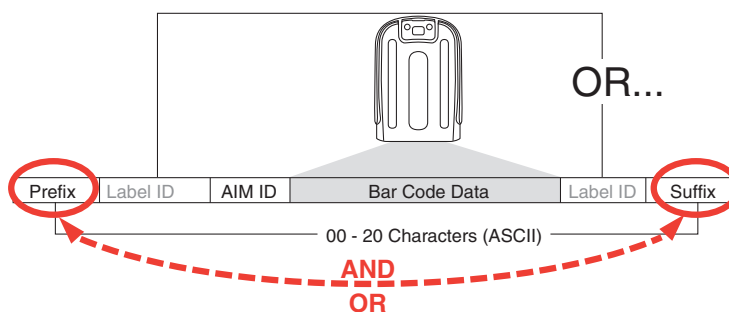 OR...
Prefix Label ID AIM ID Bar Code Data Label ID Suffix
00 - 20 Characters (ASCII)
AND
OR